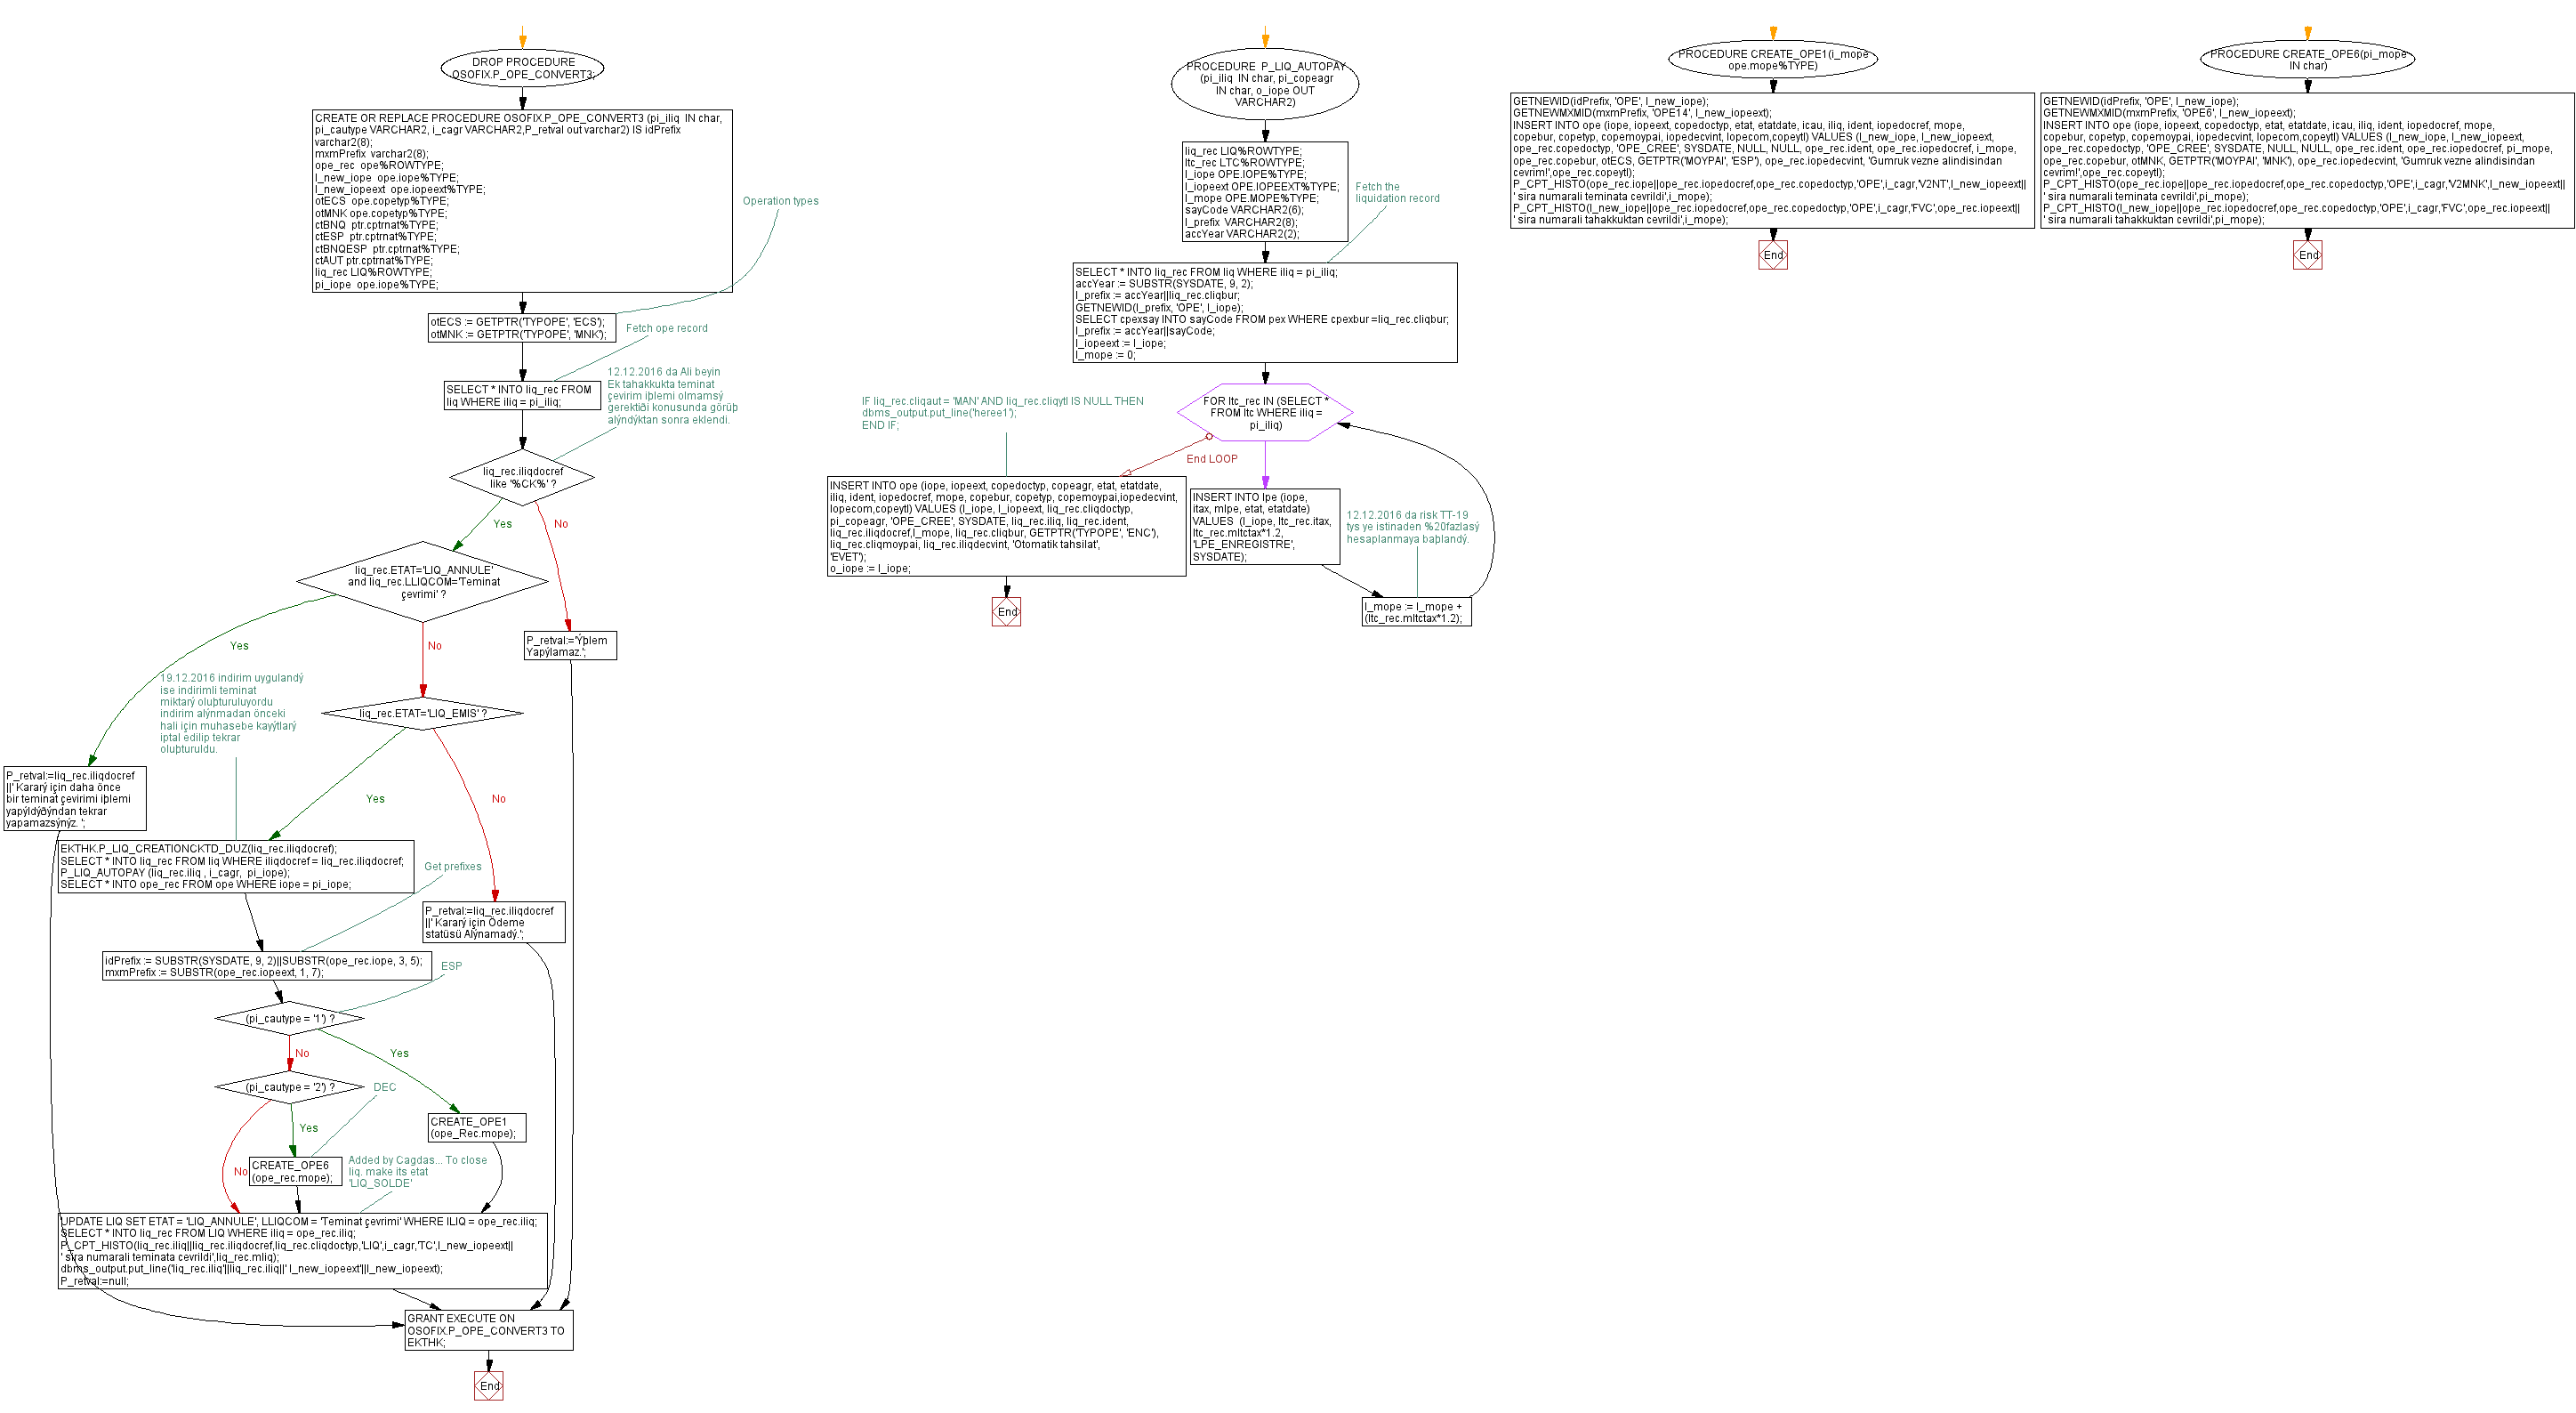 DROP PROCEDURE
OSOFIX.P_OPE_CONVERT3;
CREATE OR REPLACE PROCEDURE OSOFIX.P_OPE_CONVERT3 (pi_iliq  IN char,
pi_cautype VARCHAR2, i_cagr VARCHAR2,P_retval out varchar2) IS idPrefix
varchar2(8);
mxmPrefix  varchar2(8);
ope_rec  ope%ROWTYPE;
l_new_iope  ope.iope%TYPE;
l_new_iopeext  ope.iopeext%TYPE;
otECS  ope.copetyp%TYPE;
otMNK ope.copetyp%TYPE;
ctBNQ  ptr.cptrnat%TYPE;
ctESP  ptr.cptrnat%TYPE;
ctBNQESP  ptr.cptrnat%TYPE;
ctAUT ptr.cptrnat%TYPE;
liq_rec LIQ%ROWTYPE;
pi_iope  ope.iope%TYPE;
Operation types
otECS := GETPTR('TYPOPE', 'ECS');
otMNK := GETPTR('TYPOPE', 'MNK');
Fetch ope record
SELECT * INTO liq_rec FROM
liq WHERE iliq = pi_iliq;
12.12.2016 da Ali beyin
Ek tahakkukta teminat
çevirim iþlemi olmamsý
gerektiði konusunda görüþ
alýndýktan sonra eklendi.
liq_rec.iliqdocref
like '%CK%' ?
Yes
No
liq_rec.ETAT='LIQ_ANNULE'
and liq_rec.LLIQCOM='Teminat
çevrimi' ?
P_retval:='Ýþlem
Yapýlamaz.';
Yes
No
19.12.2016 indirim uygulandý
ise indirimli teminat
miktarý oluþturuluyordu
indirim alýnmadan önceki
hali için muhasebe kayýtlarý
iptal edilip tekrar
oluþturuldu.
liq_rec.ETAT='LIQ_EMIS' ?
P_retval:=liq_rec.iliqdocref
||' Kararý için daha önce
bir teminat çevirimi iþlemi
yapýldýðýndan tekrar
yapamazsýnýz. ';
Yes
No
EKTHK.P_LIQ_CREATIONCKTD_DUZ(liq_rec.iliqdocref);
SELECT * INTO liq_rec FROM liq WHERE iliqdocref = liq_rec.iliqdocref;
P_LIQ_AUTOPAY (liq_rec.iliq , i_cagr,  pi_iope);
SELECT * INTO ope_rec FROM ope WHERE iope = pi_iope;
Get prefixes
P_retval:=liq_rec.iliqdocref
||' Kararý için Ödeme
statüsü Alýnamadý.';
idPrefix := SUBSTR(SYSDATE, 9, 2)||SUBSTR(ope_rec.iope, 3, 5);
mxmPrefix := SUBSTR(ope_rec.iopeext, 1, 7);
ESP
(pi_cautype = '1') ?
No
Yes
(pi_cautype = '2') ?
DEC
CREATE_OPE1
(ope_Rec.mope);
Yes
No
CREATE_OPE6
(ope_rec.mope);
Added by Cagdas... To close
liq. make its etat
'LIQ_SOLDE'
UPDATE LIQ SET ETAT = 'LIQ_ANNULE', LLIQCOM = 'Teminat çevrimi' WHERE ILIQ = ope_rec.iliq;
SELECT * INTO liq_rec FROM LIQ WHERE iliq = ope_rec.iliq;
P_CPT_HISTO(liq_rec.iliq||liq_rec.iliqdocref,liq_rec.cliqdoctyp,'LIQ',i_cagr,'TC',l_new_iopeext||
' sira numarali teminata cevrildi',liq_rec.mliq);
dbms_output.put_line('liq_rec.iliq'||liq_rec.iliq||' l_new_iopeext'||l_new_iopeext);
P_retval:=null;
GRANT EXECUTE ON
OSOFIX.P_OPE_CONVERT3 TO
EKTHK;
End
PROCEDURE  P_LIQ_AUTOPAY
(pi_iliq  IN char, pi_copeagr
IN char, o_iope OUT
VARCHAR2)
liq_rec LIQ%ROWTYPE;
ltc_rec LTC%ROWTYPE;
l_iope OPE.IOPE%TYPE;
l_iopeext OPE.IOPEEXT%TYPE;
l_mope OPE.MOPE%TYPE;
sayCode VARCHAR2(6);
l_prefix  VARCHAR2(8);
accYear VARCHAR2(2);
Fetch the
liquidation record
SELECT * INTO liq_rec FROM liq WHERE iliq = pi_iliq;
accYear := SUBSTR(SYSDATE, 9, 2);
l_prefix := accYear||liq_rec.cliqbur;
GETNEWID(l_prefix, 'OPE', l_iope);
SELECT cpexsay INTO sayCode FROM pex WHERE cpexbur =liq_rec.cliqbur;
l_prefix := accYear||sayCode;
l_iopeext := l_iope;
l_mope := 0;
FOR ltc_rec IN (SELECT *
FROM ltc WHERE iliq =
pi_iliq)
IF liq_rec.cliqaut = 'MAN' AND liq_rec.cliqytl IS NULL THEN
dbms_output.put_line('heree1');
END IF;
End LOOP
INSERT INTO ope (iope, iopeext, copedoctyp, copeagr, etat, etatdate,
iliq, ident, iopedocref, mope, copebur, copetyp, copemoypai,iopedecvint,
lopecom,copeytl) VALUES (l_iope, l_iopeext, liq_rec.cliqdoctyp,
pi_copeagr, 'OPE_CREE', SYSDATE, liq_rec.iliq, liq_rec.ident,
liq_rec.iliqdocref,l_mope, liq_rec.cliqbur, GETPTR('TYPOPE', 'ENC'),
liq_rec.cliqmoypai, liq_rec.iliqdecvint, 'Otomatik tahsilat',
'EVET');
o_iope := l_iope;
End
INSERT INTO lpe (iope,
itax, mlpe, etat, etatdate)
VALUES  (l_iope, ltc_rec.itax,
ltc_rec.mltctax*1.2,
'LPE_ENREGISTRE',
SYSDATE);
12.12.2016 da risk TT-19
tys ye istinaden %20fazlasý
hesaplanmaya baþlandý.
l_mope := l_mope +
(ltc_rec.mltctax*1.2);
PROCEDURE CREATE_OPE1(i_mope
ope.mope%TYPE)
GETNEWID(idPrefix, 'OPE', l_new_iope);
GETNEWMXMID(mxmPrefix, 'OPE14', l_new_iopeext);
INSERT INTO ope (iope, iopeext, copedoctyp, etat, etatdate, icau, iliq, ident, iopedocref, mope,
copebur, copetyp, copemoypai, iopedecvint, lopecom,copeytl) VALUES (l_new_iope, l_new_iopeext,
ope_rec.copedoctyp, 'OPE_CREE', SYSDATE, NULL, NULL, ope_rec.ident, ope_rec.iopedocref, i_mope,
ope_rec.copebur, otECS, GETPTR('MOYPAI', 'ESP'), ope_rec.iopedecvint, 'Gumruk vezne alindisindan
cevrim!',ope_rec.copeytl);
P_CPT_HISTO(ope_rec.iope||ope_rec.iopedocref,ope_rec.copedoctyp,'OPE',i_cagr,'V2NT',l_new_iopeext||
' sira numarali teminata cevrildi',i_mope);
P_CPT_HISTO(l_new_iope||ope_rec.iopedocref,ope_rec.copedoctyp,'OPE',i_cagr,'FVC',ope_rec.iopeext||
' sira numarali tahakkuktan cevrildi',i_mope);
End
PROCEDURE CREATE_OPE6(pi_mope
IN char)
GETNEWID(idPrefix, 'OPE', l_new_iope);
GETNEWMXMID(mxmPrefix, 'OPE6', l_new_iopeext);
INSERT INTO ope (iope, iopeext, copedoctyp, etat, etatdate, icau, iliq, ident, iopedocref, mope,
copebur, copetyp, copemoypai, iopedecvint, lopecom,copeytl) VALUES (l_new_iope, l_new_iopeext,
ope_rec.copedoctyp, 'OPE_CREE', SYSDATE, NULL, NULL, ope_rec.ident, ope_rec.iopedocref, pi_mope,
ope_rec.copebur, otMNK, GETPTR('MOYPAI', 'MNK'), ope_rec.iopedecvint, 'Gumruk vezne alindisindan
cevrim!',ope_rec.copeytl);
P_CPT_HISTO(ope_rec.iope||ope_rec.iopedocref,ope_rec.copedoctyp,'OPE',i_cagr,'V2MNK',l_new_iopeext||
' sira numarali teminata cevrildi',pi_mope);
P_CPT_HISTO(l_new_iope||ope_rec.iopedocref,ope_rec.copedoctyp,'OPE',i_cagr,'FVC',ope_rec.iopeext||
' sira numarali tahakkuktan cevrildi',pi_mope);
End